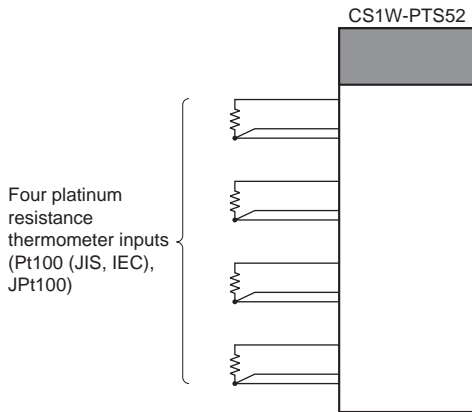 CS1W-PTS52
Four platinum
resistance
thermometer inputs
(Pt100 (JIS, IEC),
JPt100)